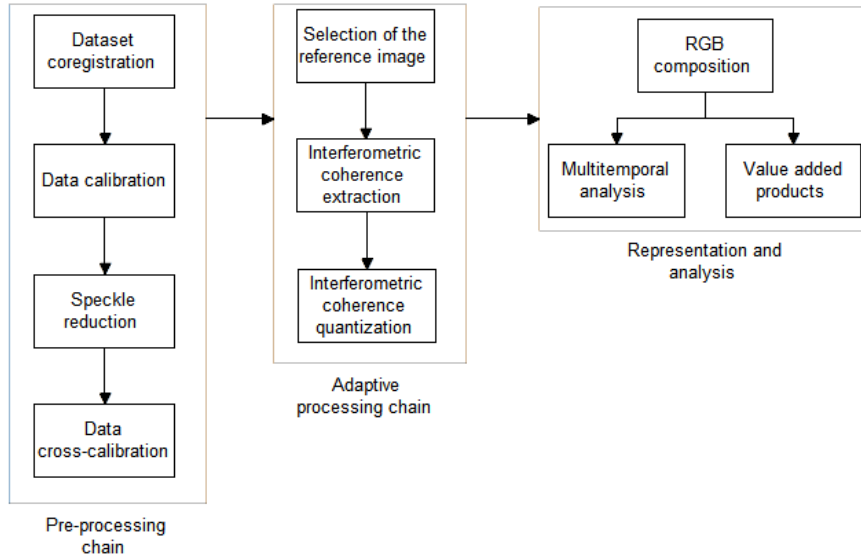 Dataset
coregistration
Data calibration
Speckle
reduction
Data
cross-calibration
Pre-processing
chain
Selection of the
reference image
Interferometric
coherence
extraction
Interferometric
coherence
quantization
Adaptive
processing chain
RGB
composition
Multitemporal
analysis
Value added
products
Representation and
analysis